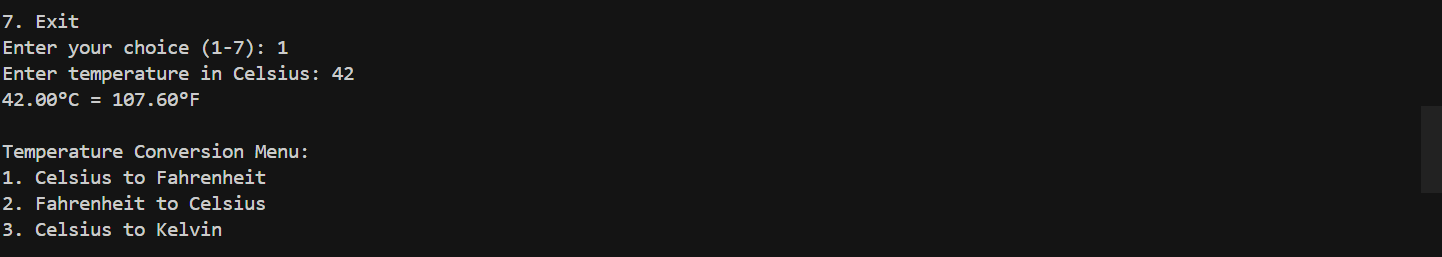 7. Exit
Enter your choice (1-7): 1
Enter temperature in Celsius: 42
42.00°C = 107.60°F
Temperature Conversion Menu:
1. Celsius to Fahrenheit
2. Fahrenheit to Celsius
3. Celsius to Kelvin